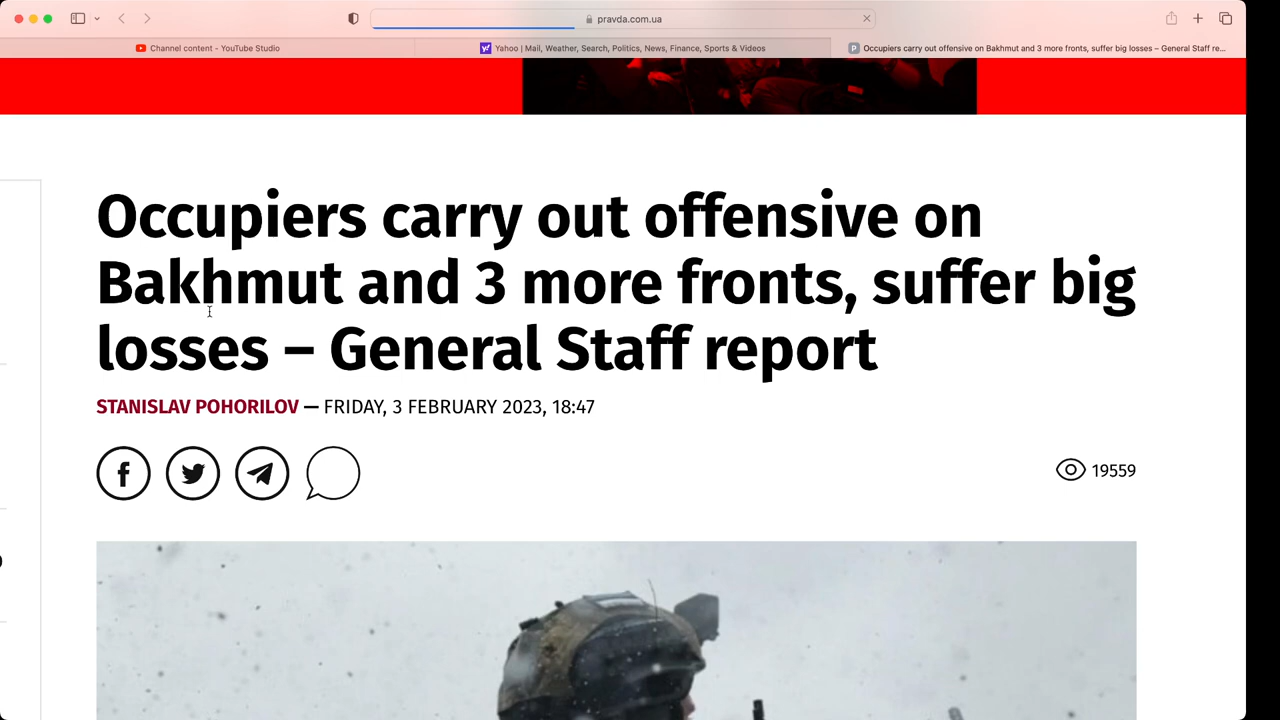 pravda.com.ua
Channel content - YouTube Studio
Yahoo | Mail, Weather, Search, Politics, News, Finance, Sports & Videos
P Occupiers carry out offensive on Bakhmut and 3 more fronts, suffer big losses – General Staff re...
Occupiers carry out offensive on
Bakhmut and 3 more fronts, suffer big
losses – General Staff report
STANISLAV POHORILOV — FRIDAY, 3 FEBRUARY 2023, 18:47
19559